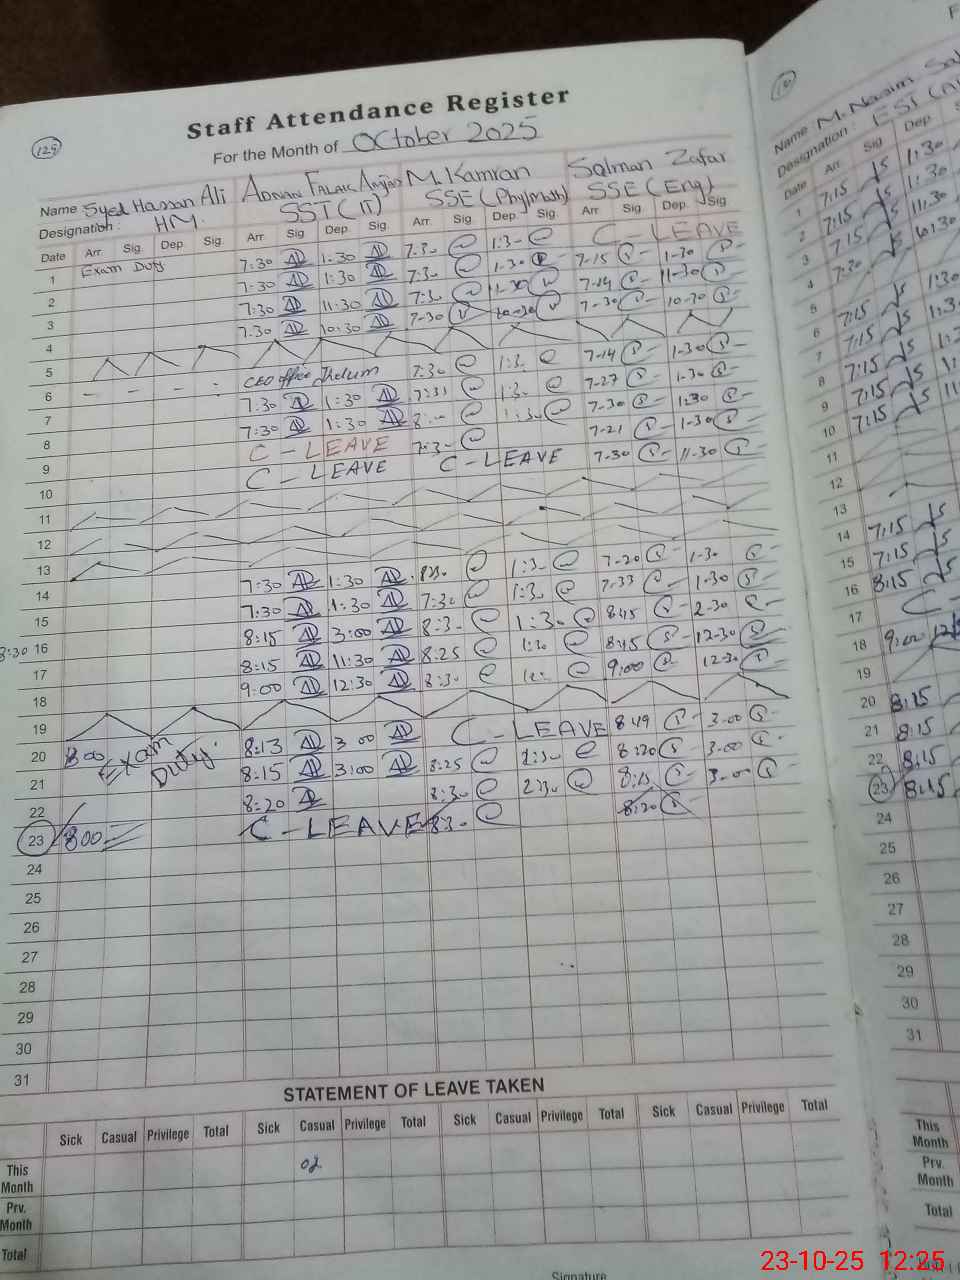 129
Staff Attendance Register
For the Month of October 2025
Name Syed Hassan Ali Adnan Falak Amjad M. Kamran Salman Zafar
Designation: HM. SST (IT) SSE (Phy/Math) SSE (Eng)
Date Arr. Sig. Dep. Sig. Arr. Sig. Dep. Sig. Arr. Sig. Dep. Sig. Arr. Sig. Dep. Sig.
1 Exam Duty 7:30 1:30 7:30 1:30 C-LEAVE
2 7:30 1:30 7:30 1-30 7-15 1-30
3 7:30 11:30 7:30 11-30 7-14 11-30
4 7:30 10:30 7-30 10-30 7-30 10-30
5
6 - - - : CEO office Jhelum 7:30 1:30 7-14 1-30
7 7:30 1:30 7:31 1:30 7-27 1-30
8 7:30 1:30 8:00 1:30 7-30 1:30
9 C - LEAVE 7:30 7-21 1-30
10 C - LEAVE C - LEAVE 7-30 11-30
11
12
13
14 7:30 1:30 1:30 7-20 1-30
15 7:30 1:30 7:30 1:30 7-33 1-30
8:30 16 8:15 3:00 8:30 1:30 8:45 2-30
17 8:15 11:30 8:25 1:30 8:45 12-30
18 9:00 12:30 8:30 9:00 12-30
19
20 8:00 Exam Duty. 8:13 3:00 C - LEAVE 8:49 3-00
21 8:15 3:00 8:25 2:30 8:20 3-00
22 8:20 8:30 2:30 8:15 3-00
23 8:00 C - LEAVE 8:30 8:20
24
25
26
27
28
29
30
31
STATEMENT OF LEAVE TAKEN
Sick Casual Privilege Total Sick Casual Privilege Total Sick Casual Privilege Total Sick Casual Privilege Total
This Month 02
Prv. Month
Total
Signature
10
Name M. Naeem
Designation: EST
Date Arr. Sig Dep
1 7:15 1:30
2 7:15 1:30
3 7:15 11:30
4 7:30 10:30
5
6 7:15 1:30
7 7:15 1:3
8 7:15
9 7:15
10 7:15
11
12
13
14 7:15
15 7:15
16 8:15
17 C -
18 9:00
19
20 8:15
21 8:15
22 8:15
23 8:45
24
25
26
27
28
29
30
31
This Month
Prv. Month
Total
23-10-25 12:25